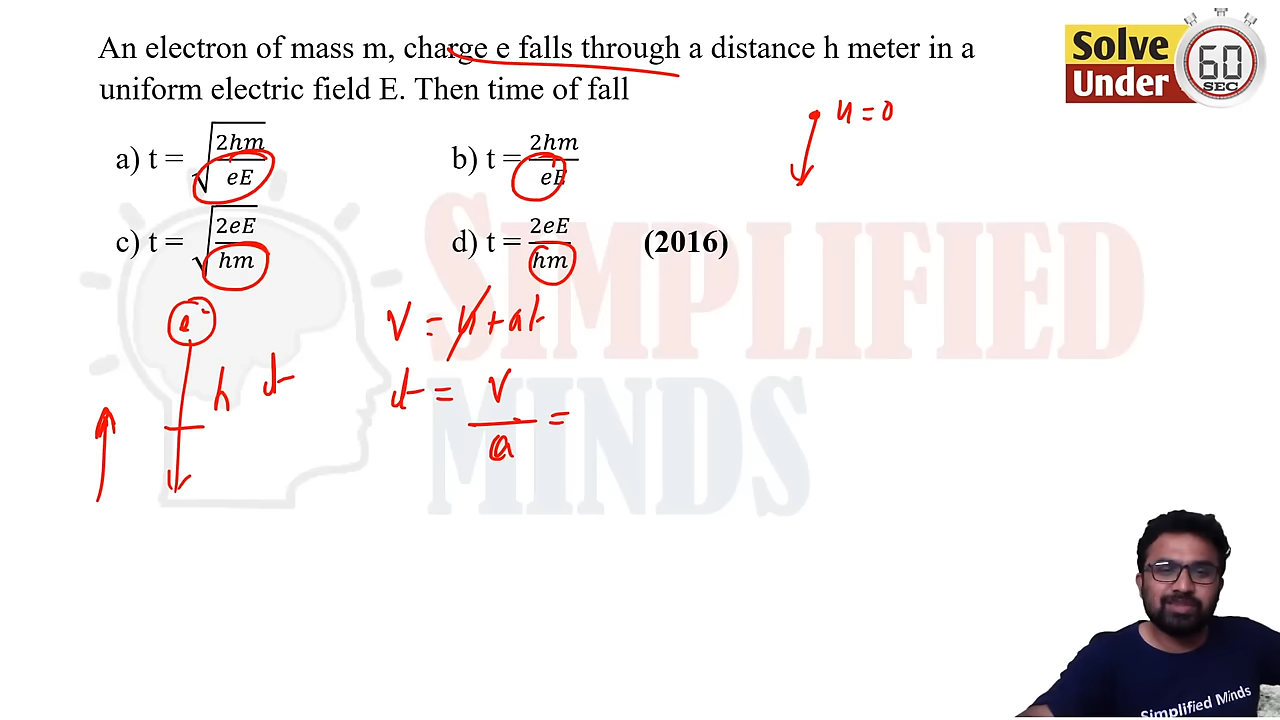 An electron of mass m, charge e falls through a distance h meter in a
uniform electric field E. Then time of fall
a) t = √(2hm/eE)
b) t = 2hm/eE
c) t = √(2eE/hm)
d) t = 2eE/hm
(2016)
Solve
Under
60
SEC
u = 0
e⁻
h t
v = u + at
t = v/a =
SIMPLIFIED
MINDS
Simplified Minds